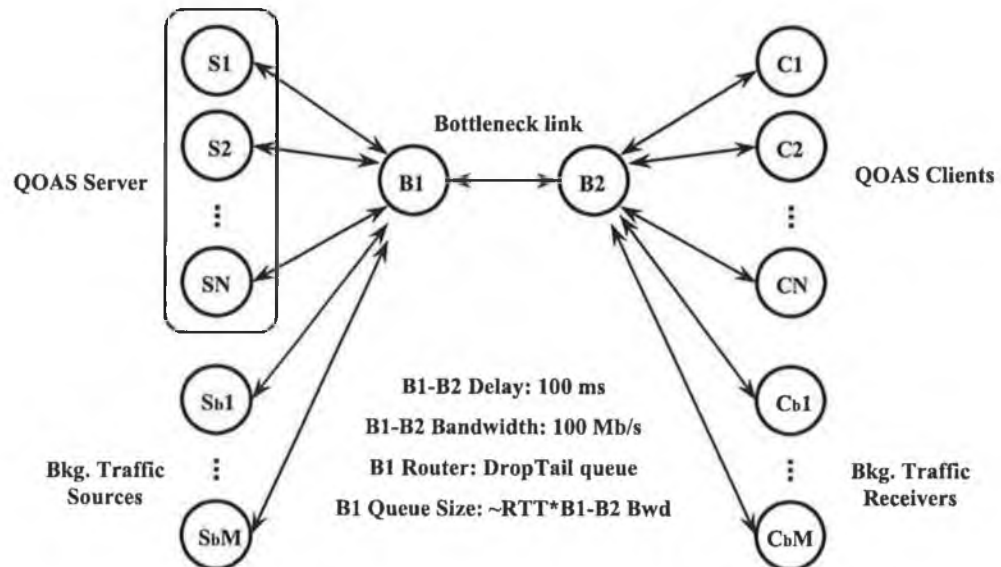 S1
C1
Bottleneck link
S2
C2
QOAS Server
B1
B2
QOAS Clients
SN
CN
B1-B2 Delay: 100 ms
Sb1
Cb1
B1-B2 Bandwidth: 100 Mb/s
Bkg. Traffic
Sources
B1 Router: DropTail queue
Bkg. Traffic
Receivers
B1 Queue Size: ~RTT*B1-B2 Bwd
SbM
CbM